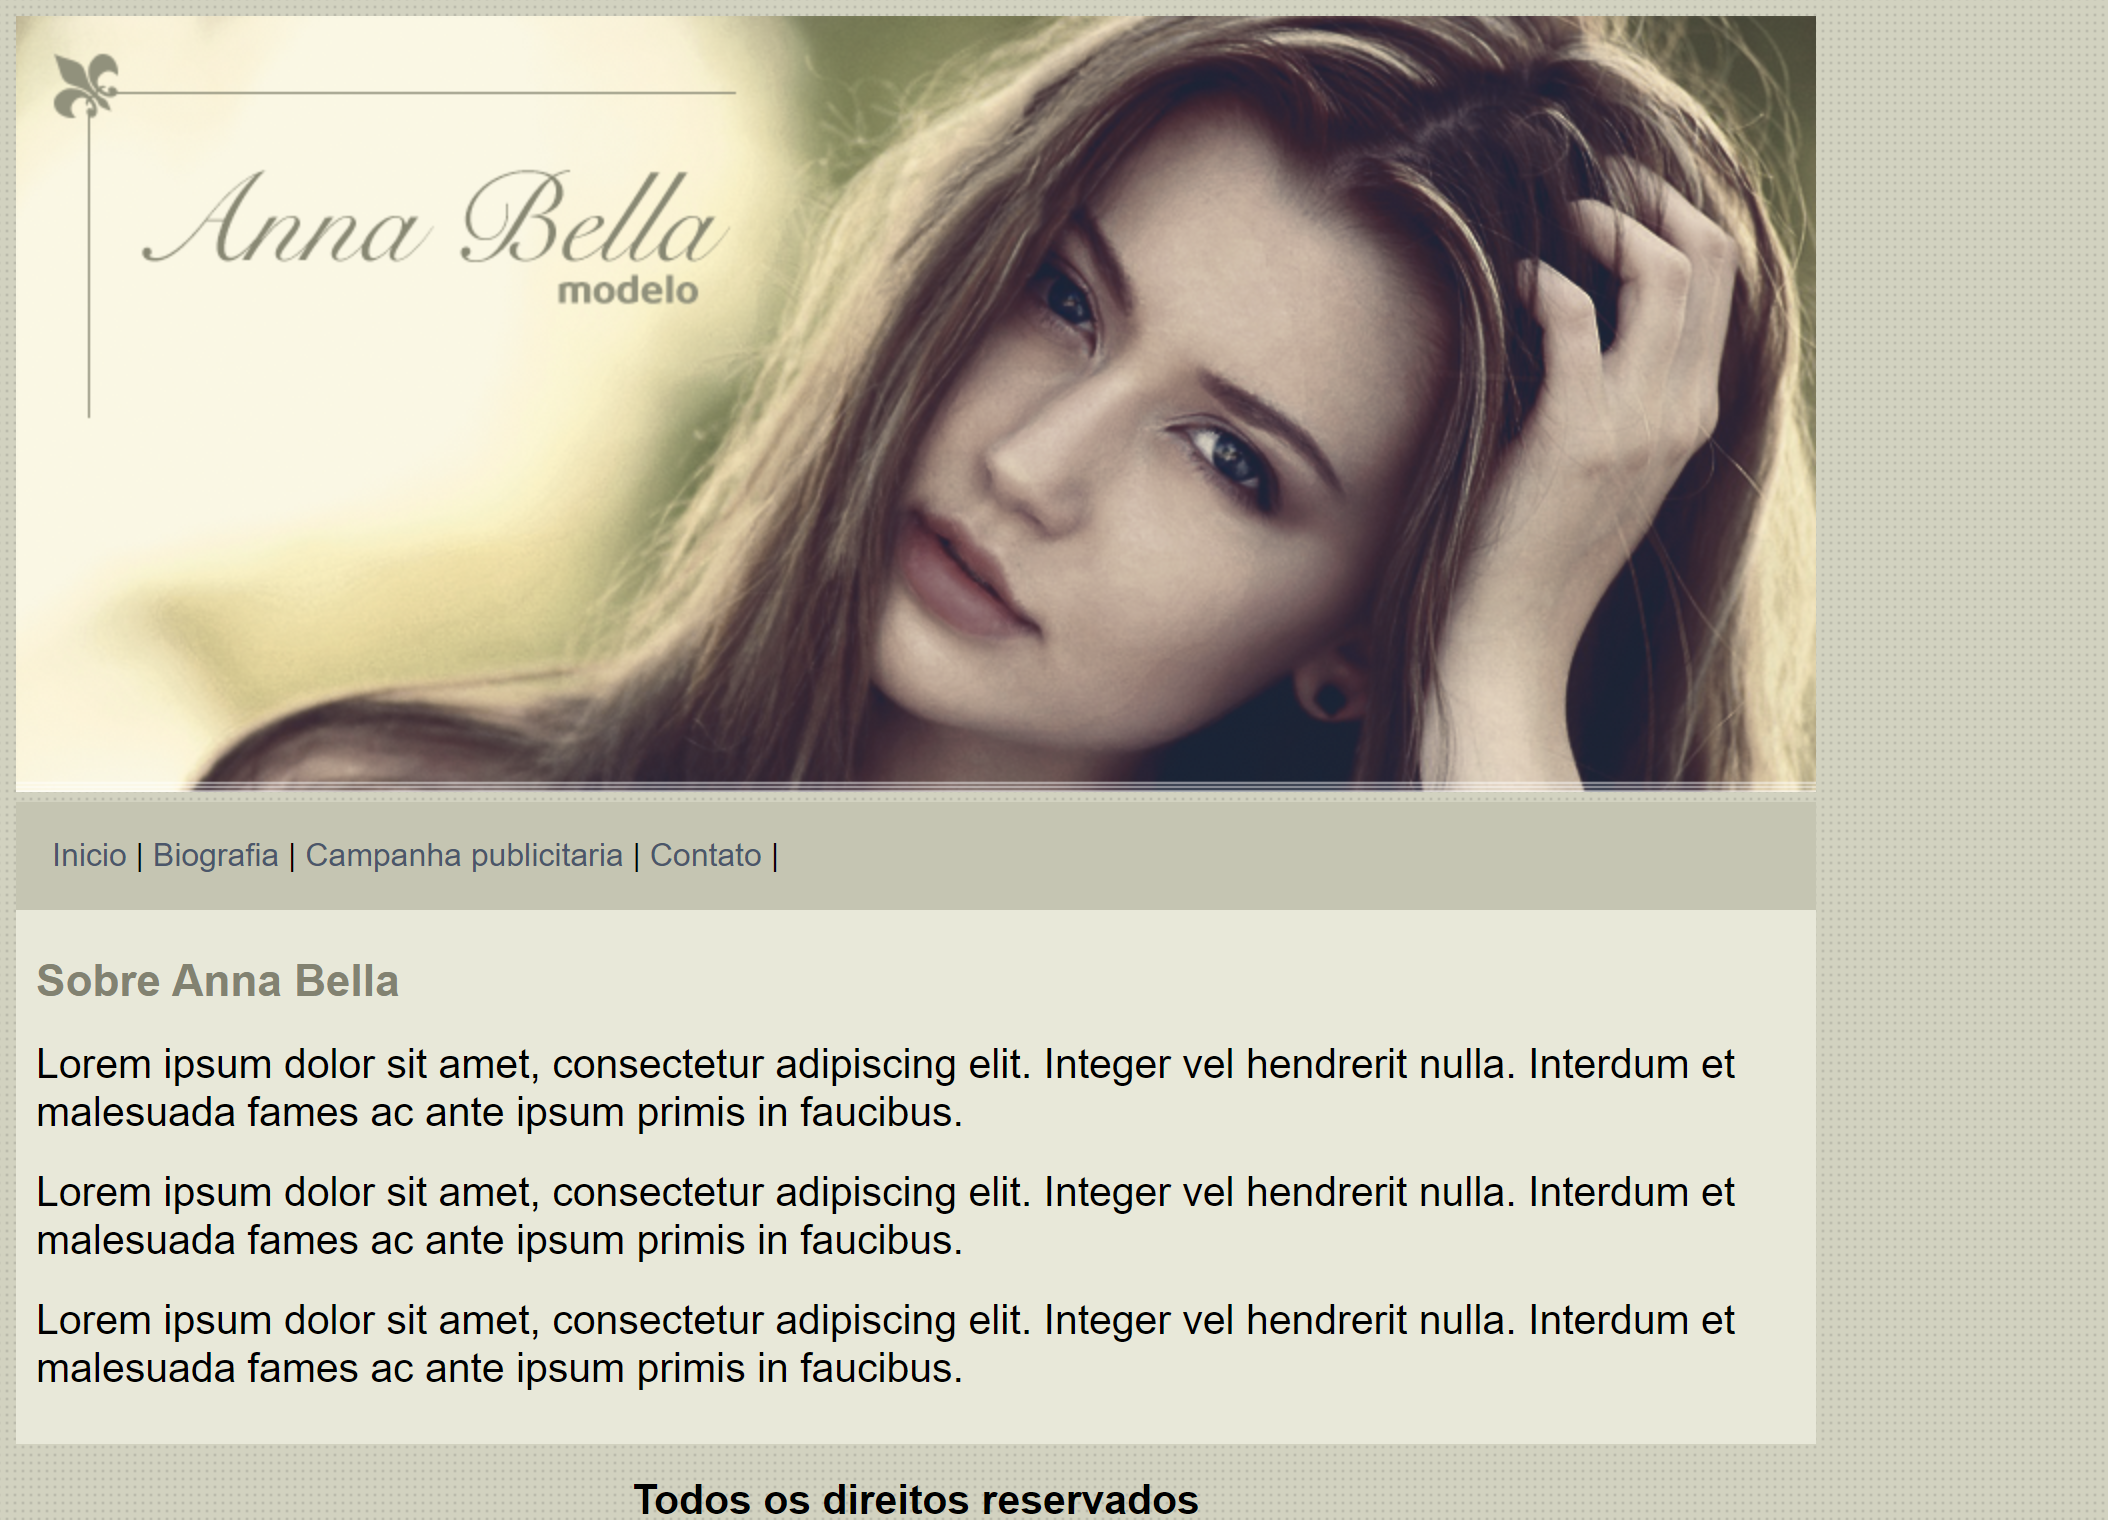 Anna Bella
modelo
Inicio | Biografia | Campanha publicitaria | Contato |
Sobre Anna Bella
Lorem ipsum dolor sit amet, consectetur adipiscing elit. Integer vel hendrerit nulla. Interdum et
malesuada fames ac ante ipsum primis in faucibus.
Lorem ipsum dolor sit amet, consectetur adipiscing elit. Integer vel hendrerit nulla. Interdum et
malesuada fames ac ante ipsum primis in faucibus.
Lorem ipsum dolor sit amet, consectetur adipiscing elit. Integer vel hendrerit nulla. Interdum et
malesuada fames ac ante ipsum primis in faucibus.
Todos os direitos reservados